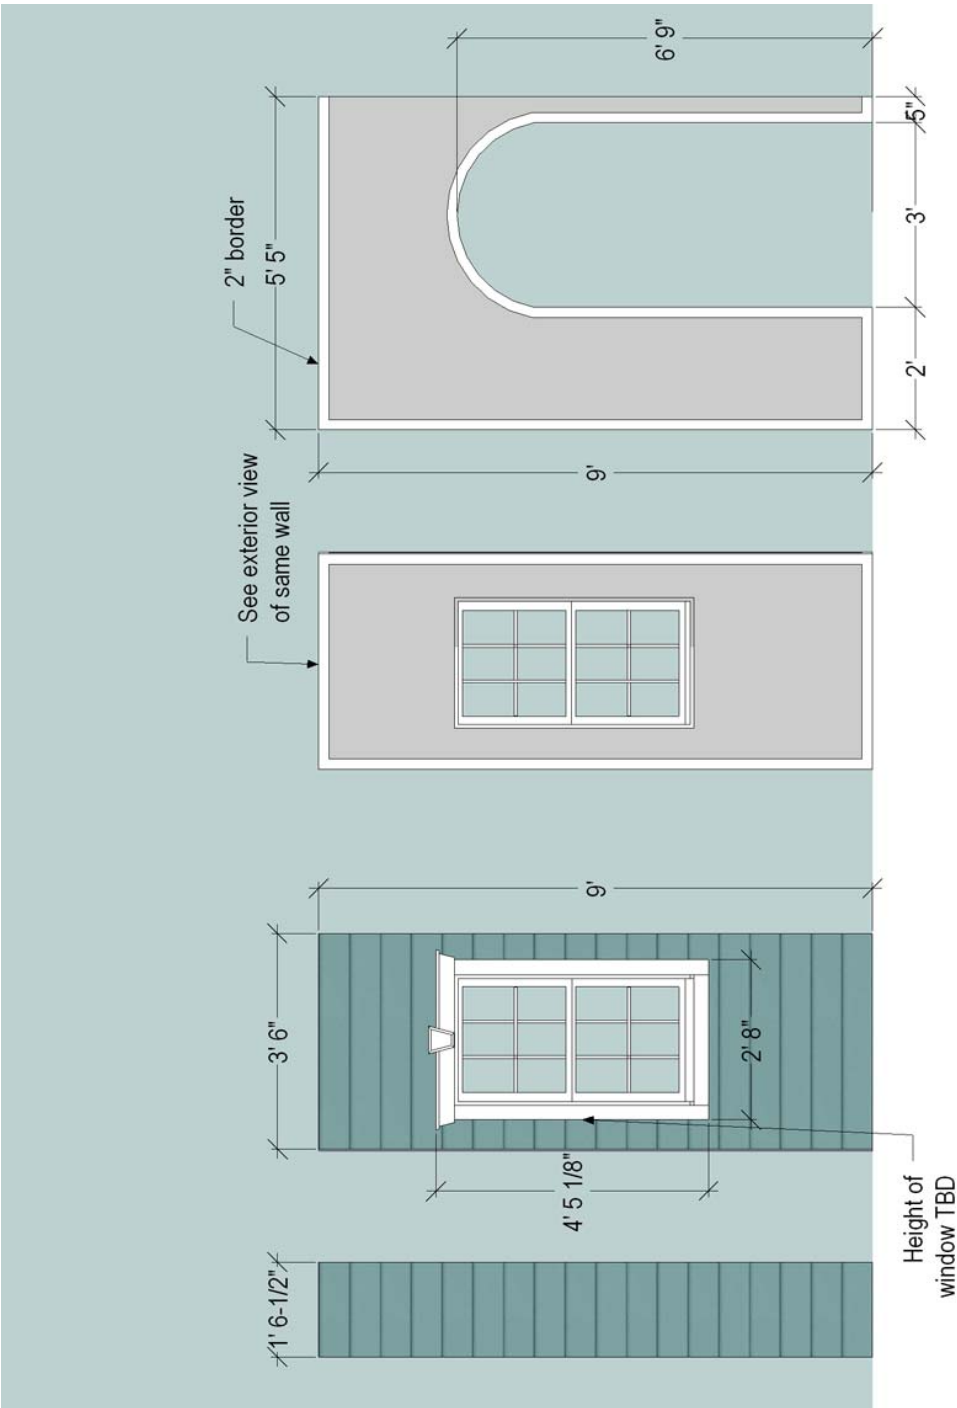 2" border
See exterior view
of same wall
1' 6-1/2"
3' 6"
5' 5"
4' 5 1/8"
9'
9'
6' 9"
2' 8"
Height of
window TBD
2'
3'
5"